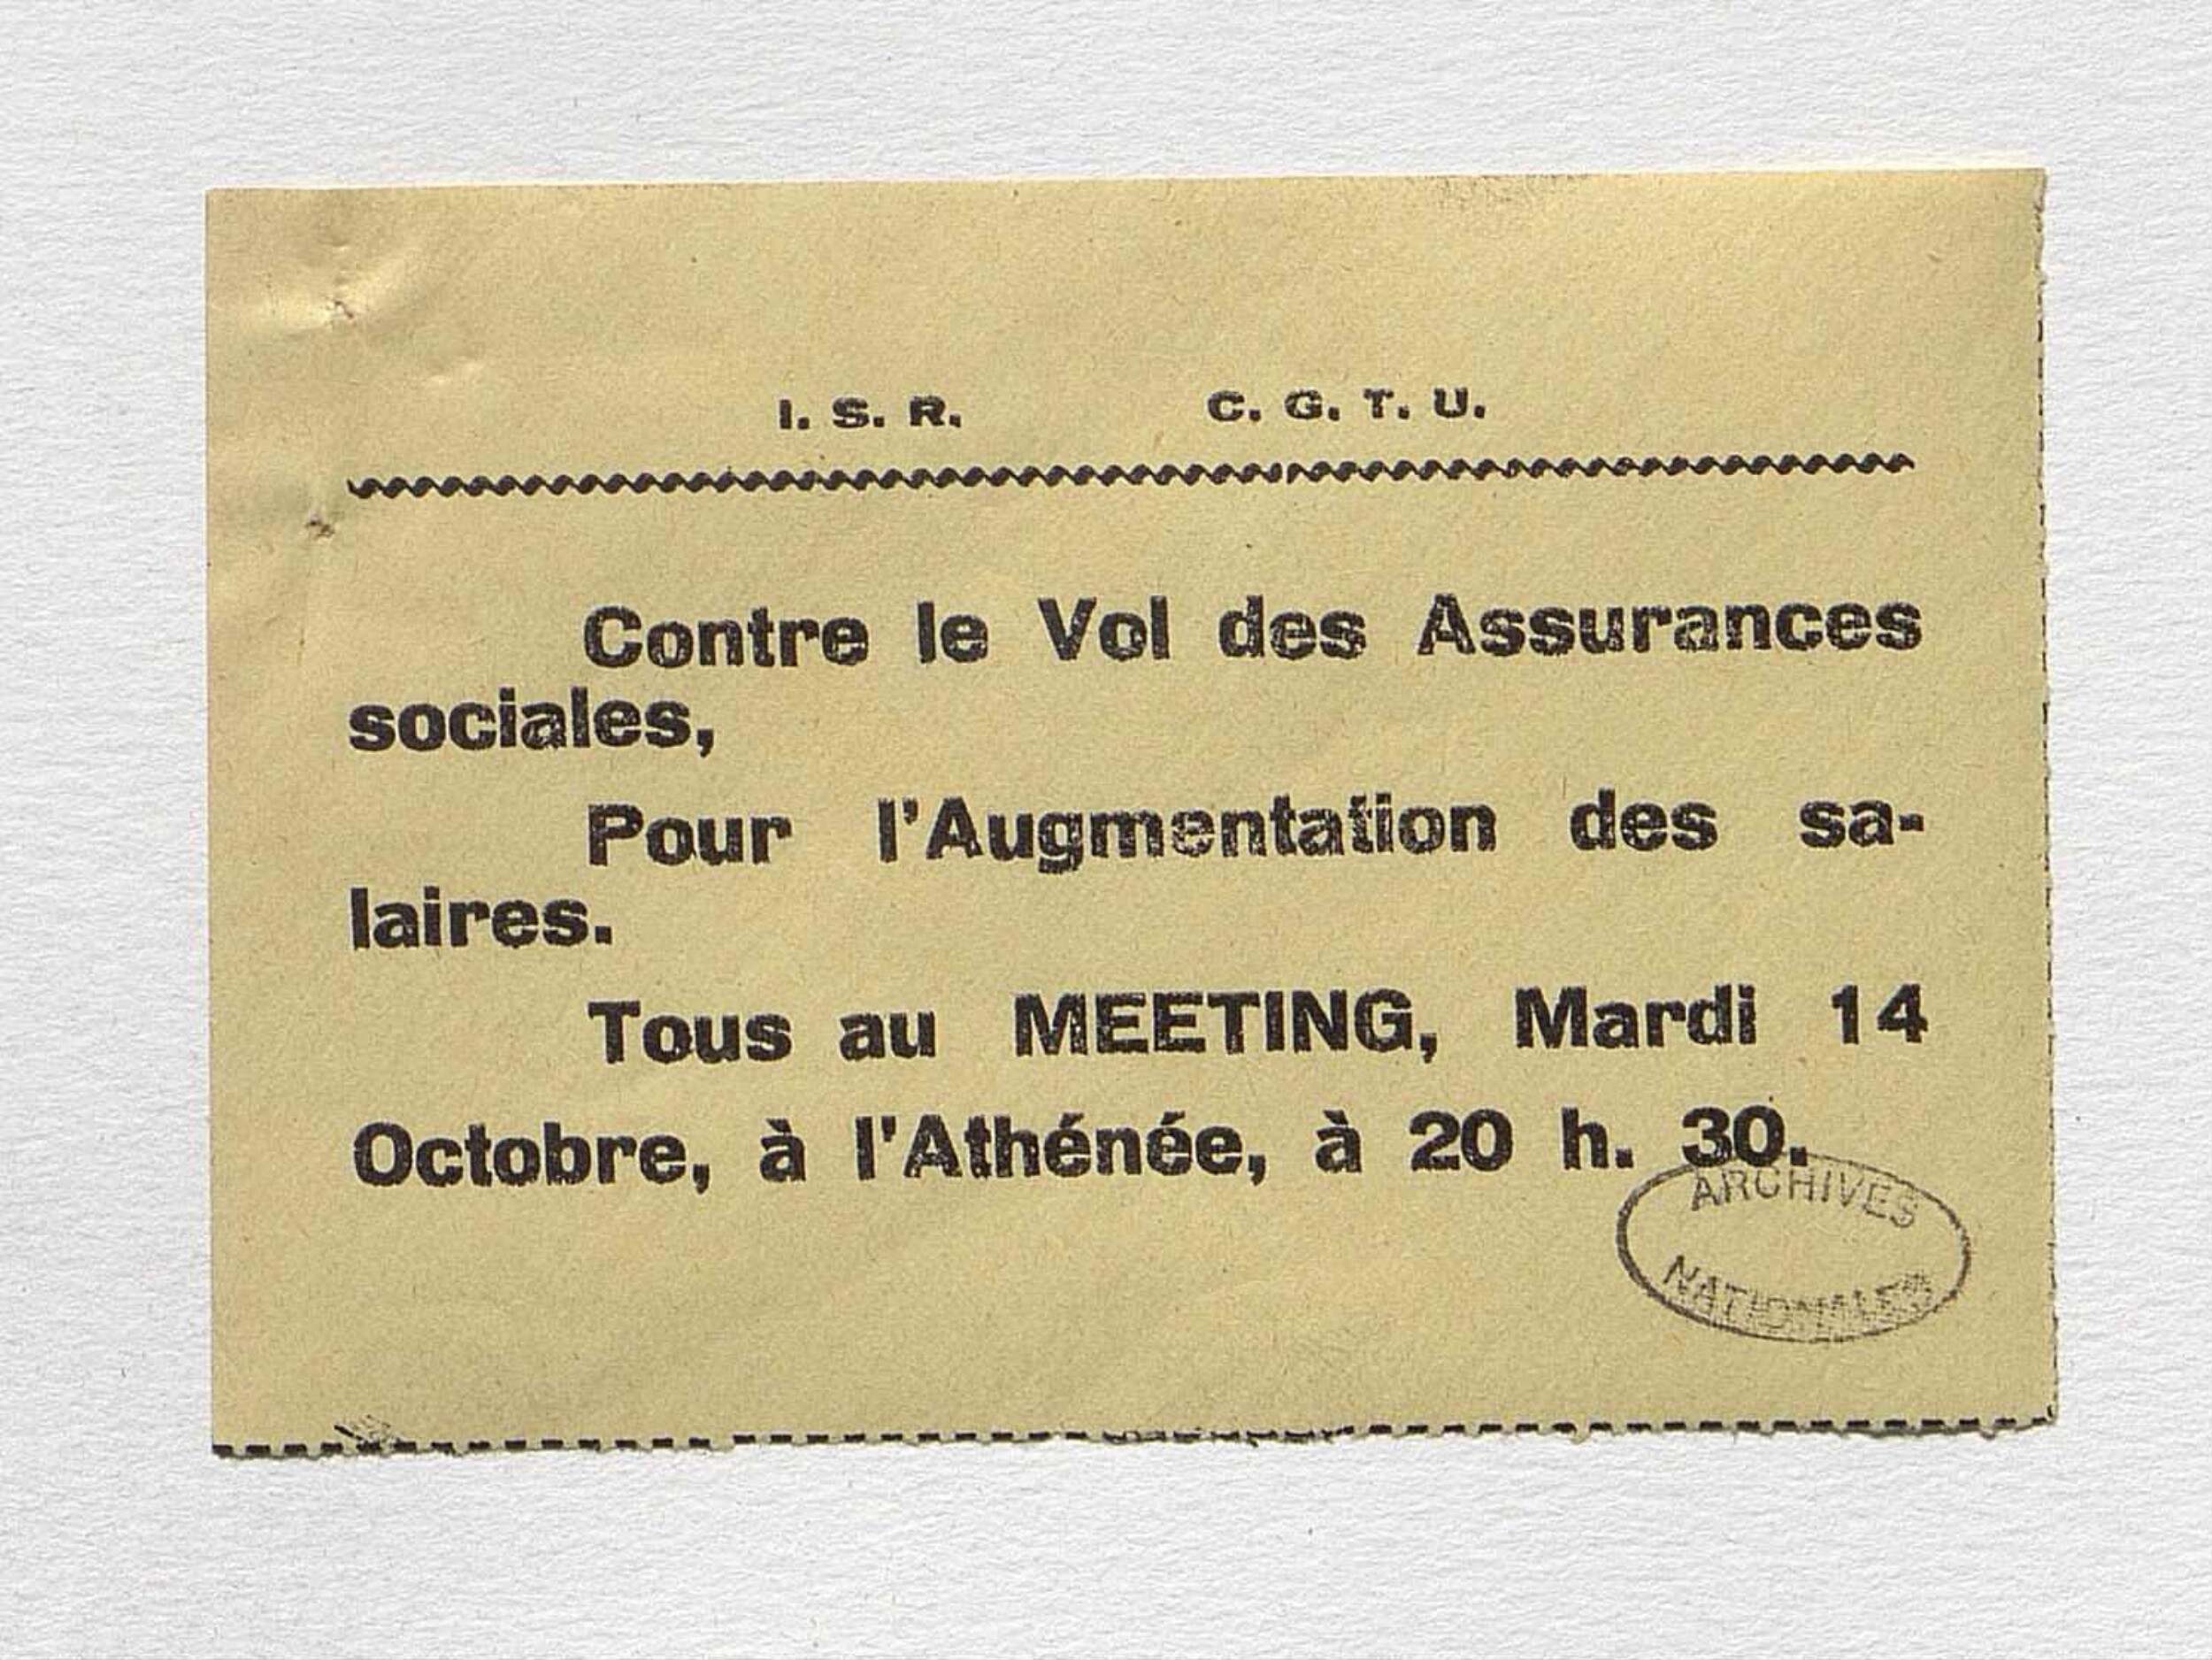 I. S. R. C. G. T. U.
Contre le Vol des Assurances
sociales,
Pour l'Augmentation des sa-
laires.
Tous au MEETING, Mardi 14
Octobre, à l'Athénée, à 20 h. 30.
ARCHIVES
NATIONALES